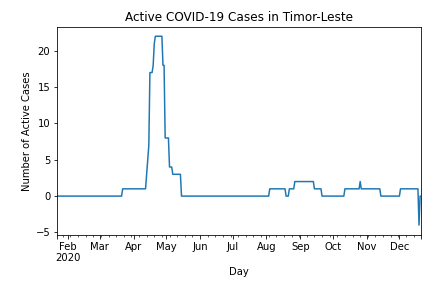 Active COVID-19 Cases in Timor-Leste
Number of Active Cases
20
15
10
5
0
−5
Feb Mar Apr May Jun Jul Aug Sep Oct Nov Dec
2020
Day